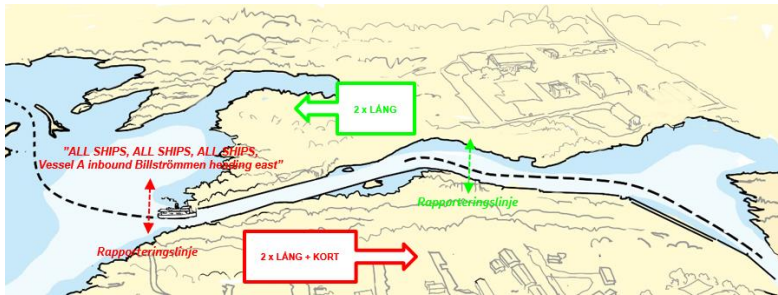 2 x LÅNG
"ALL SHIPS, ALL SHIPS, ALL SHIPS,
Vessel A inbound Billströmmen heading east"
Rapporteringslinje
Rapporteringslinje
2 x LÅNG + KORT